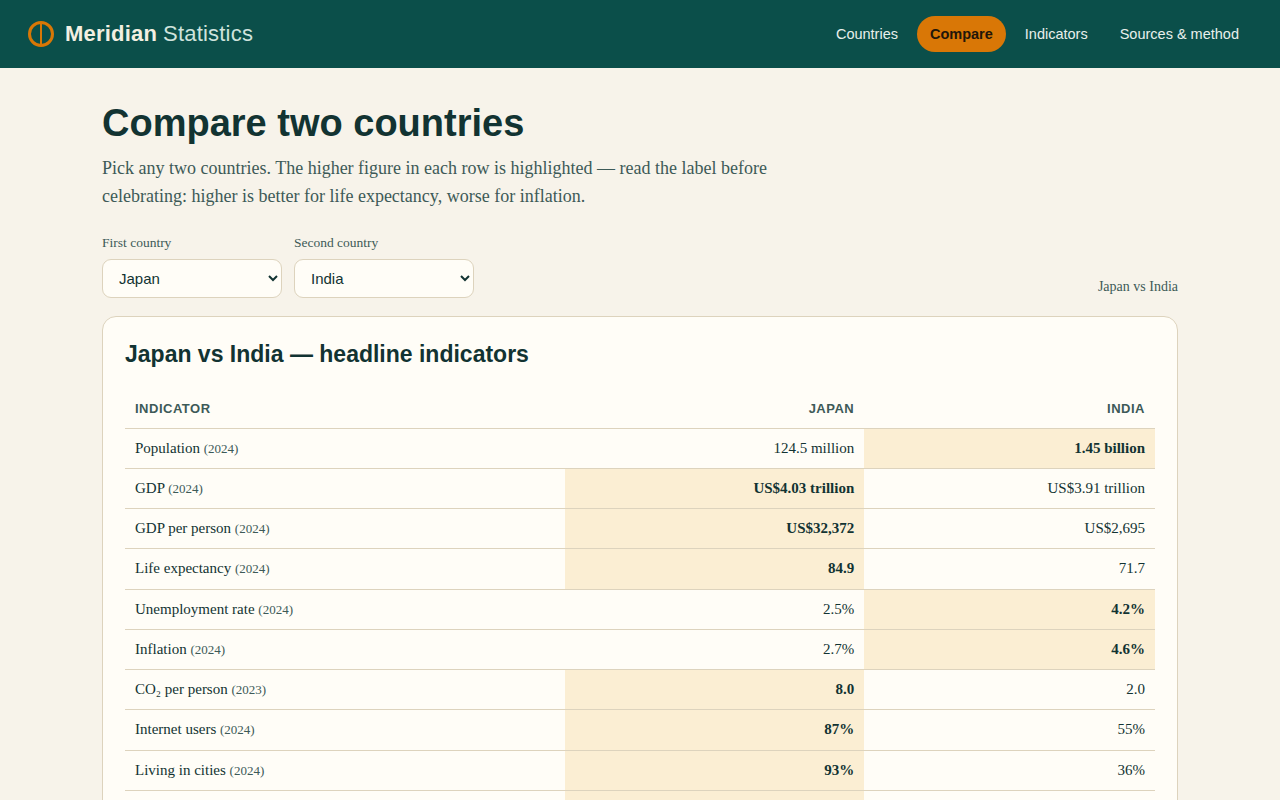 Meridian Statistics
Countries
Compare
Indicators
Sources & method
Compare two countries
Pick any two countries. The higher figure in each row is highlighted — read the label before
celebrating: higher is better for life expectancy, worse for inflation.
First country
Second country
Japan
India
Japan vs India
Japan vs India — headline indicators
INDICATOR JAPAN INDIA
Population (2024) 124.5 million 1.45 billion
GDP (2024) US$4.03 trillion US$3.91 trillion
GDP per person (2024) US$32,372 US$2,695
Life expectancy (2024) 84.9 71.7
Unemployment rate (2024) 2.5% 4.2%
Inflation (2024) 2.7% 4.6%
CO₂ per person (2023) 8.0 2.0
Internet users (2024) 87% 55%
Living in cities (2024) 93% 36%